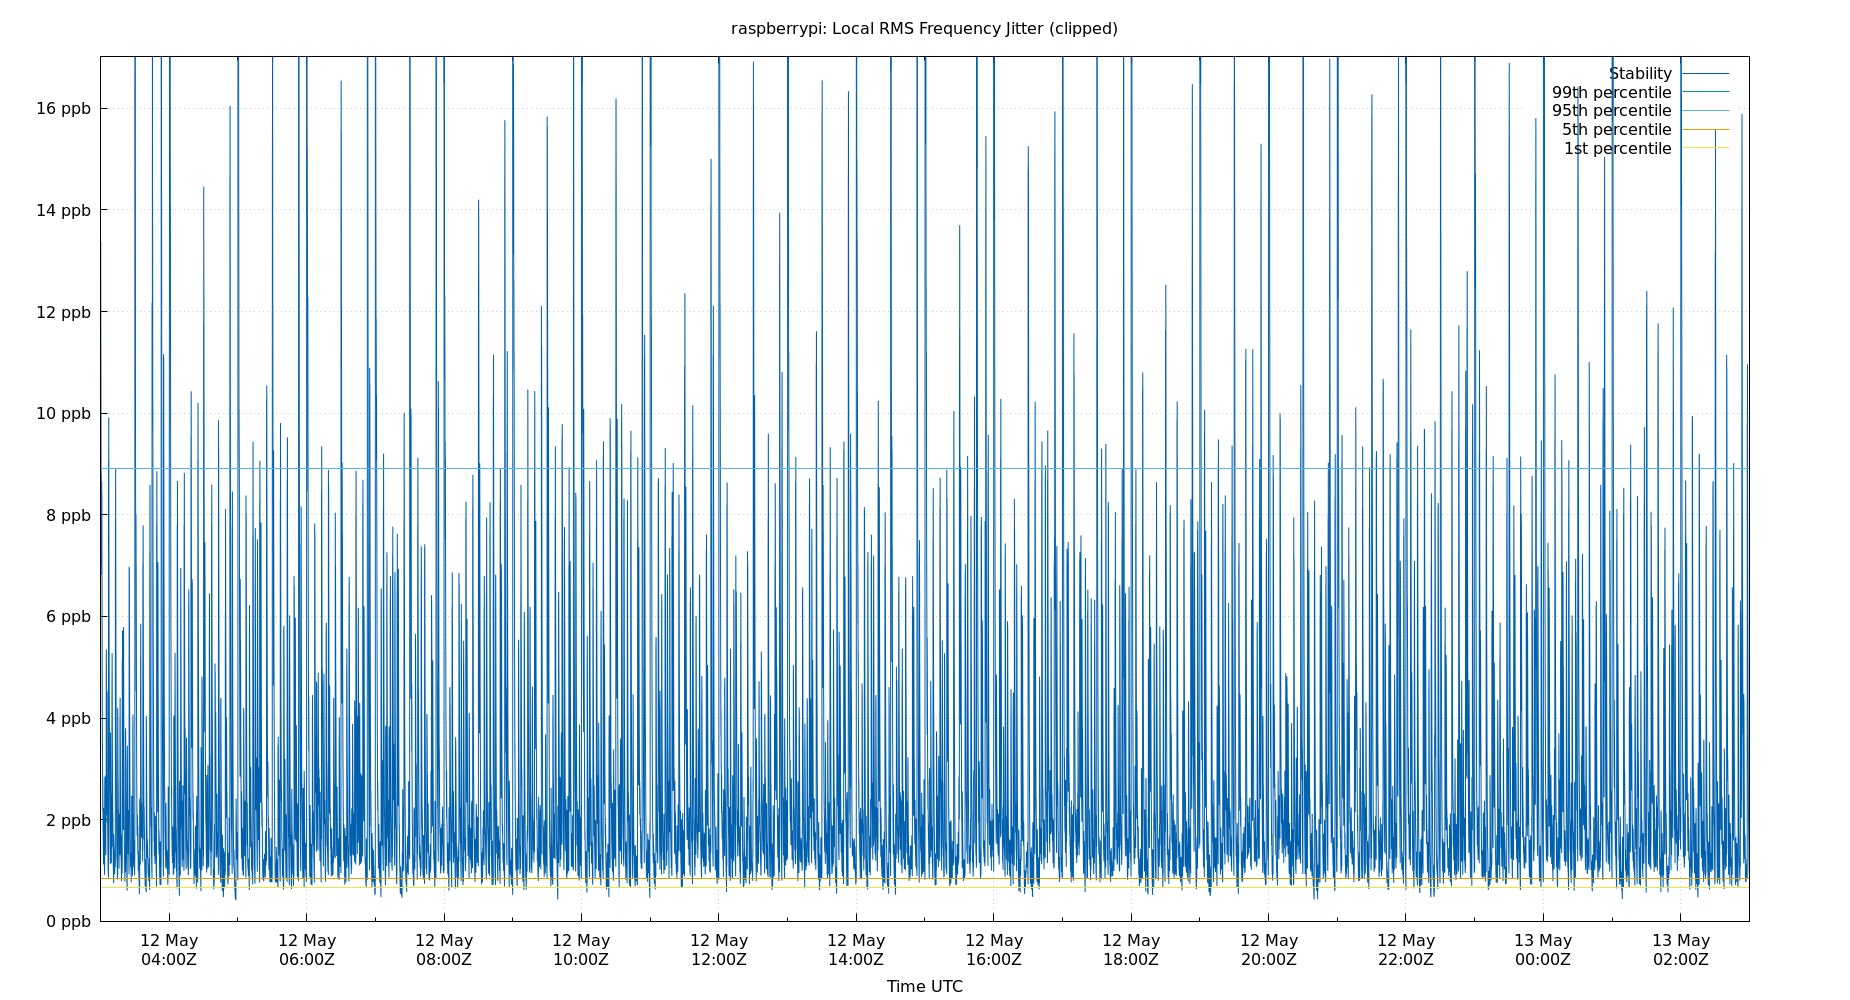 raspberrypi: Local RMS Frequency Jitter (clipped)
Stability
99th percentile
95th percentile
5th percentile
1st percentile
16 ppb
14 ppb
12 ppb
10 ppb
8 ppb
6 ppb
4 ppb
2 ppb
0 ppb
12 May 12 May 12 May 12 May 12 May 12 May 12 May 12 May 12 May 12 May 13 May 13 May
04:00Z 06:00Z 08:00Z 10:00Z 12:00Z 14:00Z 16:00Z 18:00Z 20:00Z 22:00Z 00:00Z 02:00Z
Time UTC